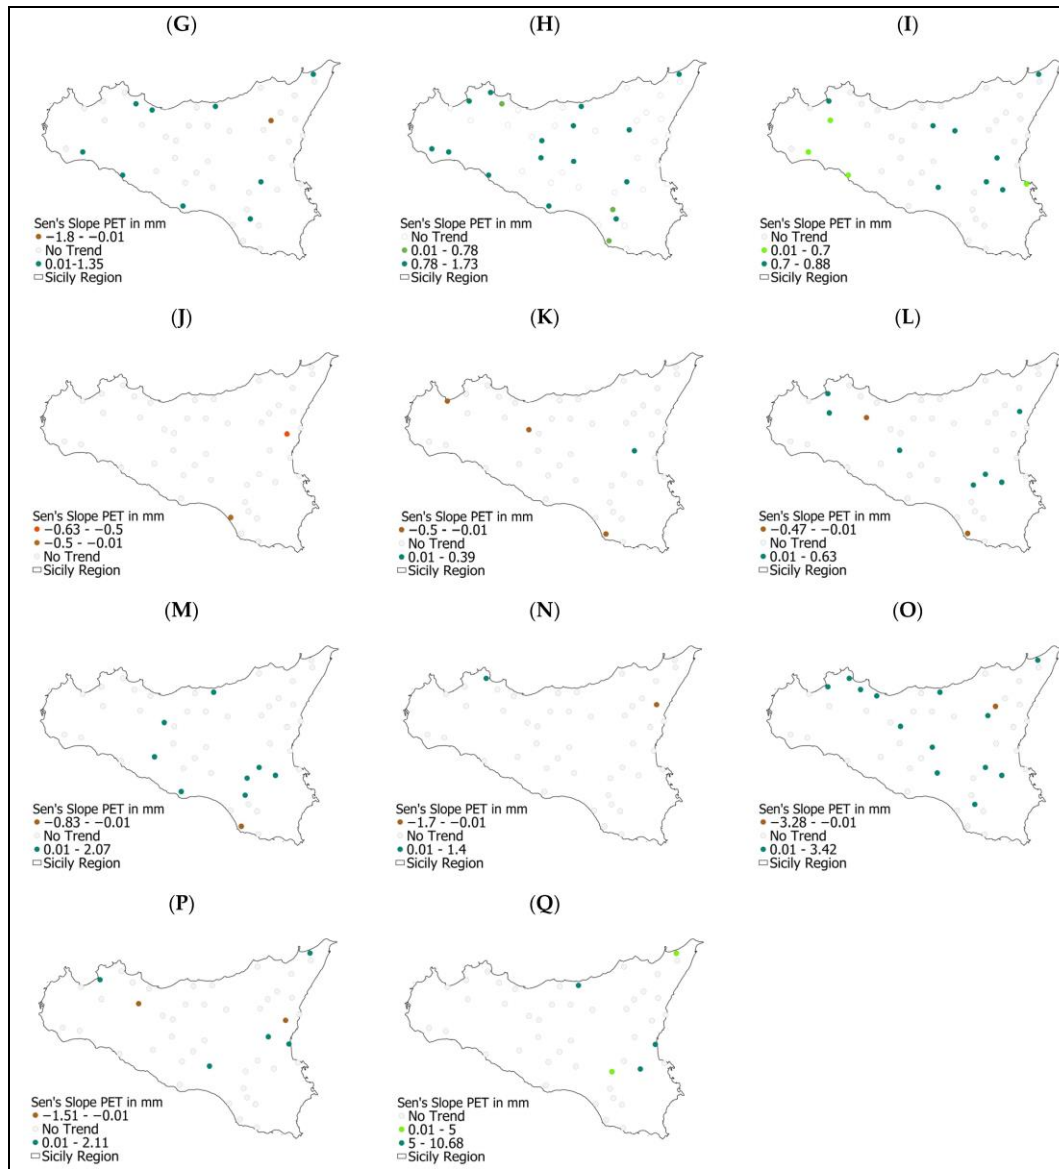 (G)
(H)
(I)
Sen's Slope PET in mm
−1.8 - −0.01
No Trend
0.01-1.35
Sicily Region
Sen's Slope PET in mm
No Trend
0.01 - 0.78
0.78 - 1.73
Sicily Region
Sen's Slope PET in mm
No Trend
0.01 - 0.7
0.7 - 0.88
Sicily Region
(J)
(K)
(L)
Sen's Slope PET in mm
−0.63 - −0.5
−0.5 - −0.01
No Trend
Sicily Region
Sen's Slope PET in mm
−0.5 - −0.01
No Trend
0.01 - 0.39
Sicily Region
Sen's Slope PET in mm
−0.47 - −0.01
No Trend
0.01 - 0.63
Sicily Region
(M)
(N)
(O)
Sen's Slope PET in mm
−0.83 - −0.01
No Trend
0.01 - 2.07
Sicily Region
Sen's Slope PET in mm
−1.7 - −0.01
No Trend
0.01 - 1.4
Sicily Region
Sen's Slope PET in mm
−3.28 - −0.01
No Trend
0.01 - 3.42
Sicily Region
(P)
(Q)
Sen's Slope PET in mm
−1.51 - −0.01
No Trend
0.01 - 2.11
Sicily Region
Sen's Slope PET in mm
No Trend
0.01 - 5
5 - 10.68
Sicily Region